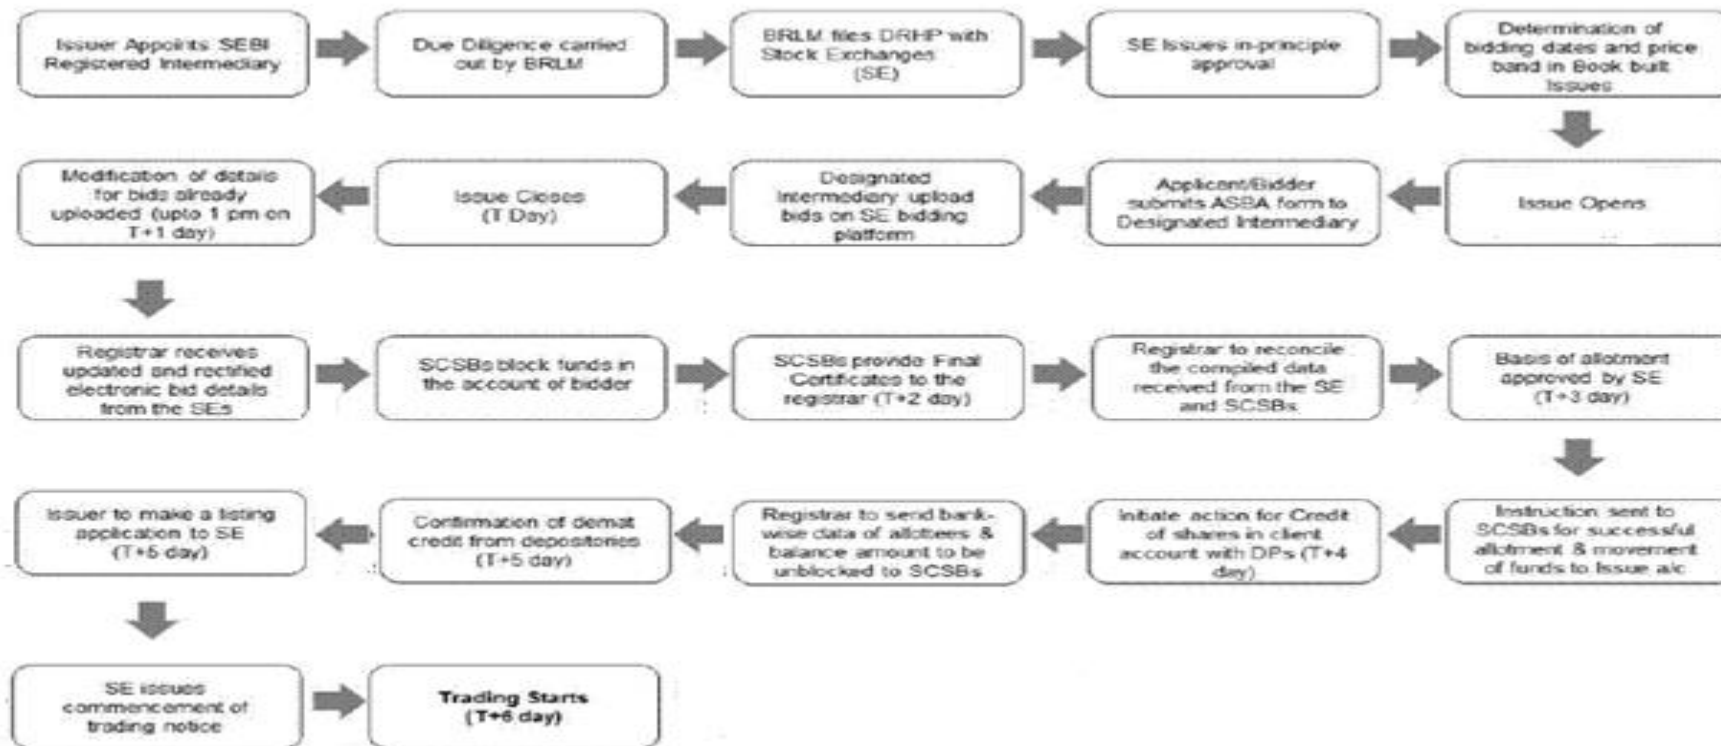 Issuer Appoints SEBI
Registered Intermediary
Due Diligence carried
out by BRLM
BRLM files DRHP with
Stock Exchanges
(SE)
SE Issues in-principle
approval
Determination of
bidding dates and price
band in Book built
Issues
Issue Opens
Applicant/Bidder
submits ASBA form to
Designated Intermediary
Designated
Intermediary upload
bids on SE bidding
platform
Issue Closes
(T Day)
Modification of details
for bids already
uploaded (upto 1 pm on
T+1 day)
Registrar receives
updated and rectified
electronic bid details
from the SEs
SCSBs block funds in
the account of bidder
SCSBs provide Final
Certificates to the
registrar (T+2 day)
Registrar to reconcile
the compiled data
received from the SE
and SCSBs
Basis of allotment
approved by SE
(T+3 day)
Instruction sent to
SCSBs for successful
allotment & movement
of funds to Issue a/c
Initiate action for Credit
of shares in client
account with DPs (T+4
day)
Registrar to send bank-
wise data of allottees &
balance amount to be
unblocked to SCSBs
Confirmation of demat
credit from depositories
(T+5 day)
Issuer to make a listing
application to SE
(T+5 day)
SE issues
commencement of
trading notice
Trading Starts
(T+6 day)